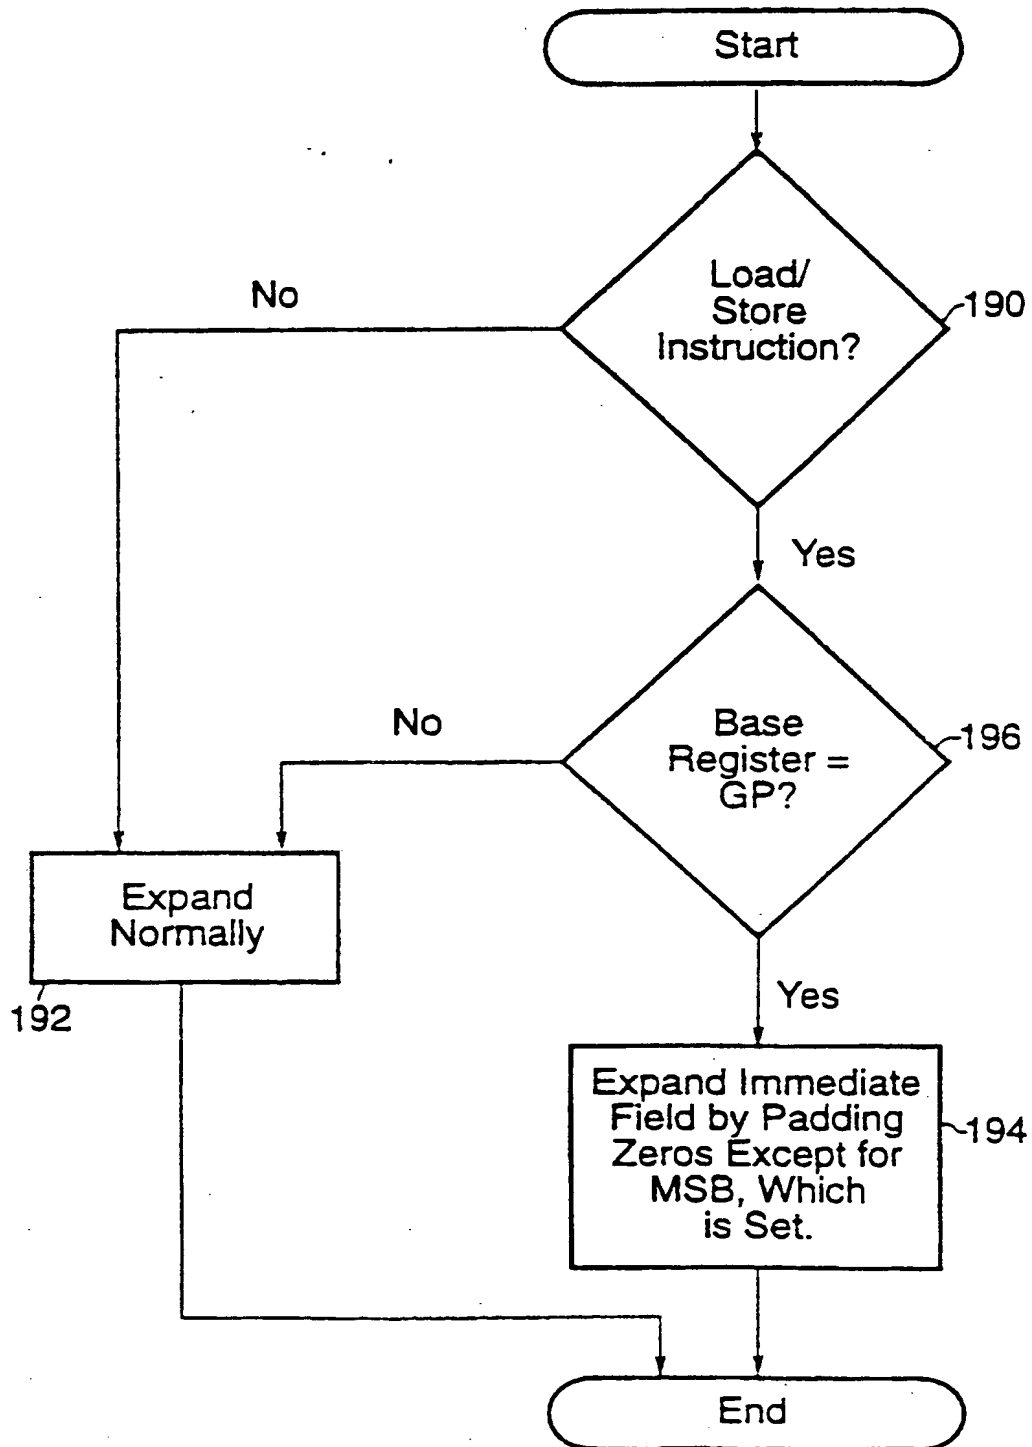 Start
Load/
Store
Instruction?
190
No
Yes
Base
Register =
GP?
196
No
Expand
Normally
192
Yes
Expand Immediate
Field by Padding
Zeros Except for
MSB, Which
is Set.
194
End